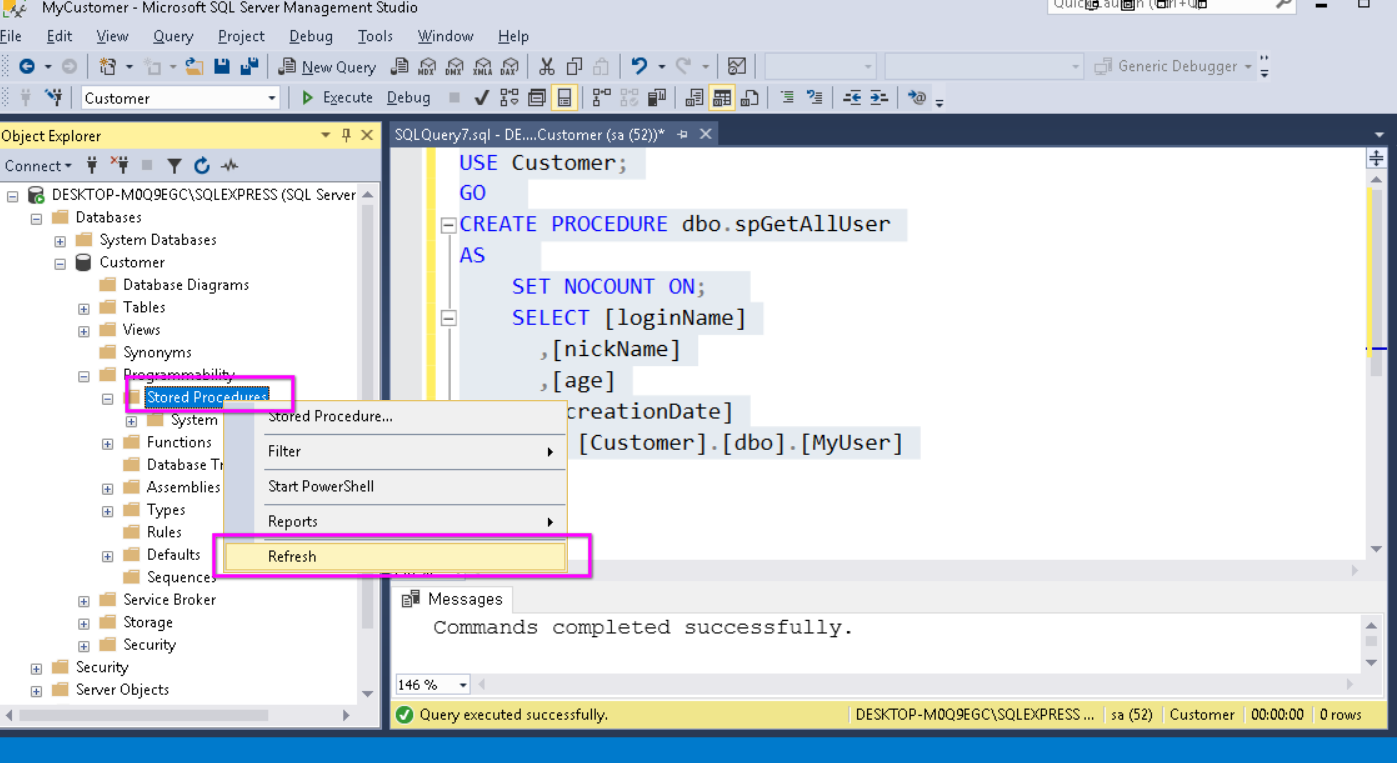 MyCustomer - Microsoft SQL Server Management Studio
File Edit View Query Project Debug Tools Window Help
New Query MDX DMX XMLA DAX Generic Debugger
Customer Execute Debug
Object Explorer
SQLQuery7.sql - DE....Customer (sa (52))*
Connect
DESKTOP-M0Q9EGC\SQLEXPRESS (SQL Server
Databases
System Databases
Customer
Database Diagrams
Tables
Views
Synonyms
Programmability
Stored Procedures
System
Functions
Database Tr
Assemblies
Types
Rules
Defaults
Sequences
Service Broker
Storage
Security
Security
Server Objects
Stored Procedure...
Filter
Start PowerShell
Reports
Refresh
USE Customer;
GO
CREATE PROCEDURE dbo.spGetAllUser
AS
SET NOCOUNT ON;
SELECT [loginName]
,[nickName]
,[age]
creationDate]
[Customer].[dbo].[MyUser]
Messages
Commands completed successfully.
146 %
Query executed successfully. DESKTOP-M0Q9EGC\SQLEXPRESS ... sa (52) Customer 00:00:00 0 rows